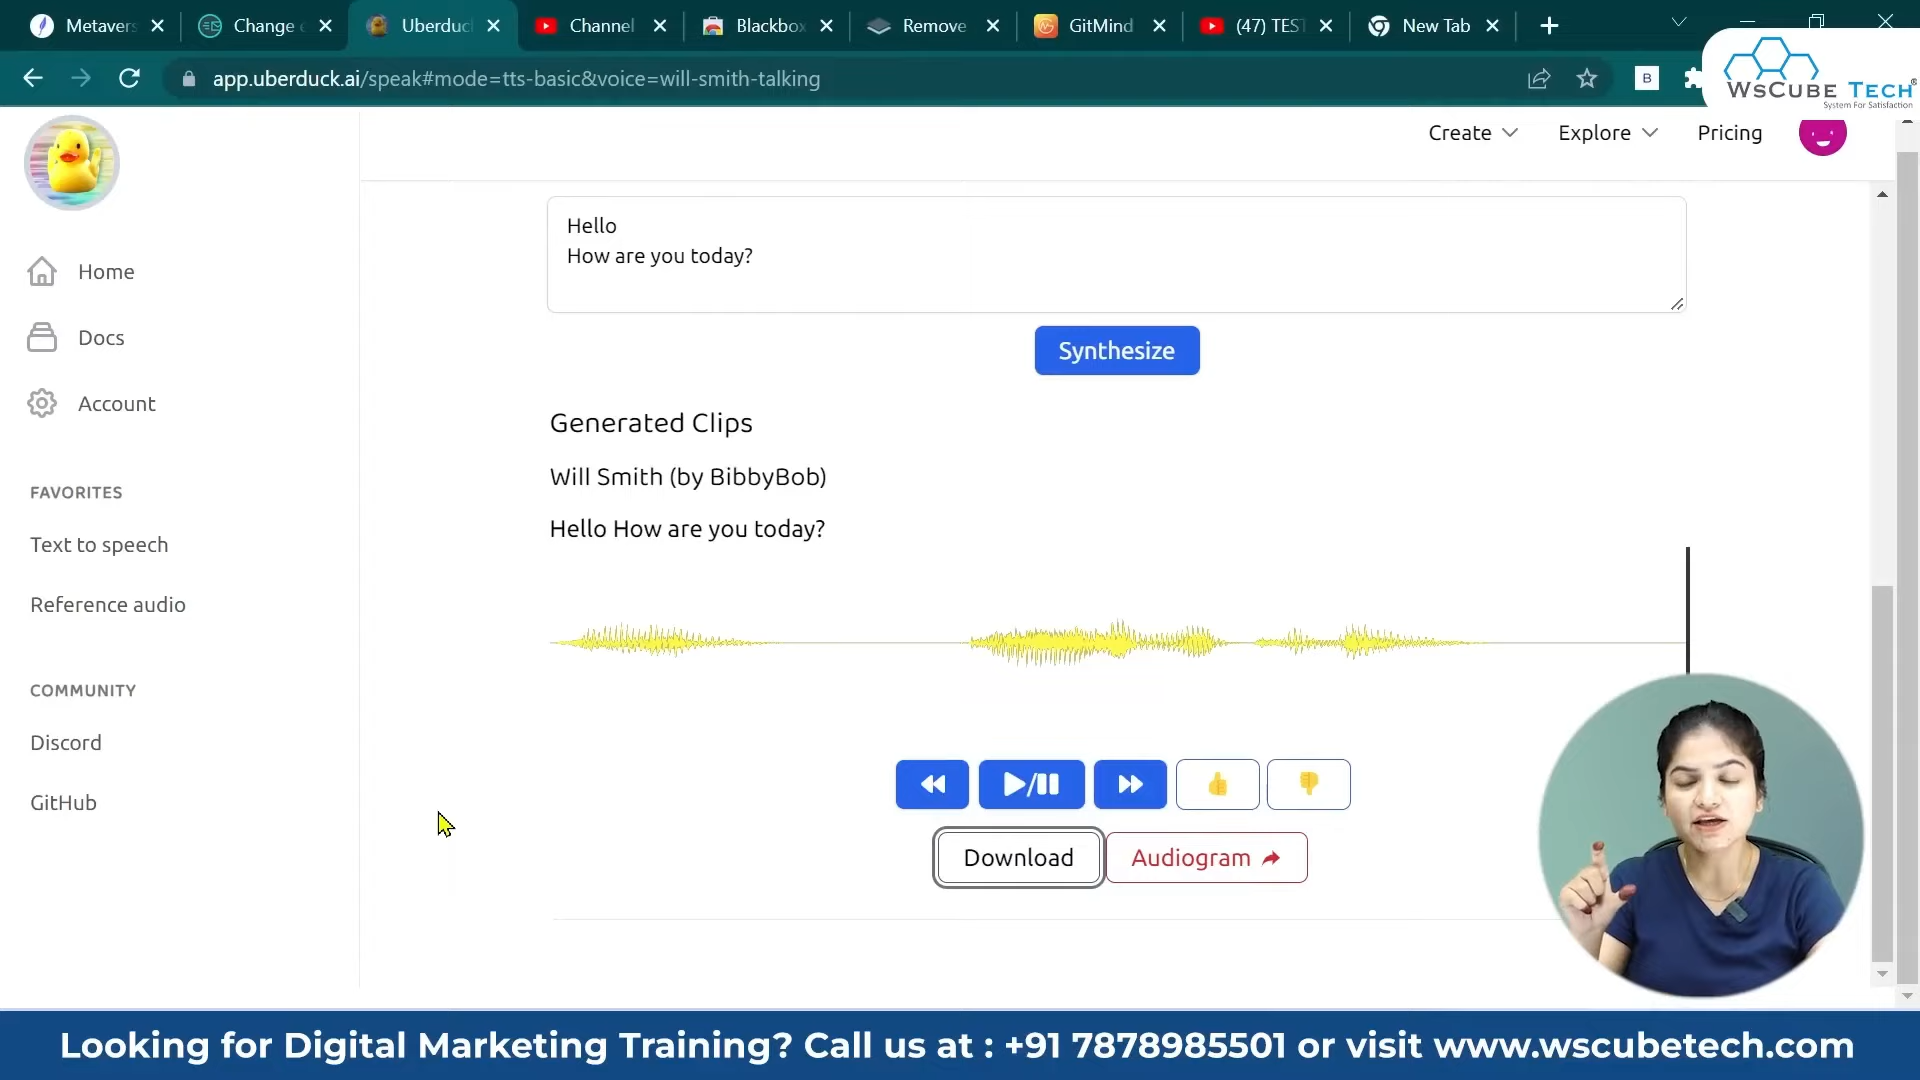 Metavers
Change
Uberduc
Channel
Blackbox
Remove
GitMind
(47) TEST
New Tab
app.uberduck.ai/speak#mode=tts-basic&voice=will-smith-talking
B
WsCube Tech®
System For Satisfaction
Create
Explore
Pricing
Home
Docs
Account
FAVORITES
Text to speech
Reference audio
COMMUNITY
Discord
GitHub
Hello
How are you today?
Synthesize
Generated Clips
Will Smith (by BibbyBob)
Hello How are you today?
Download
Audiogram
Looking for Digital Marketing Training? Call us at : +91 7878985501 or visit www.wscubetech.com